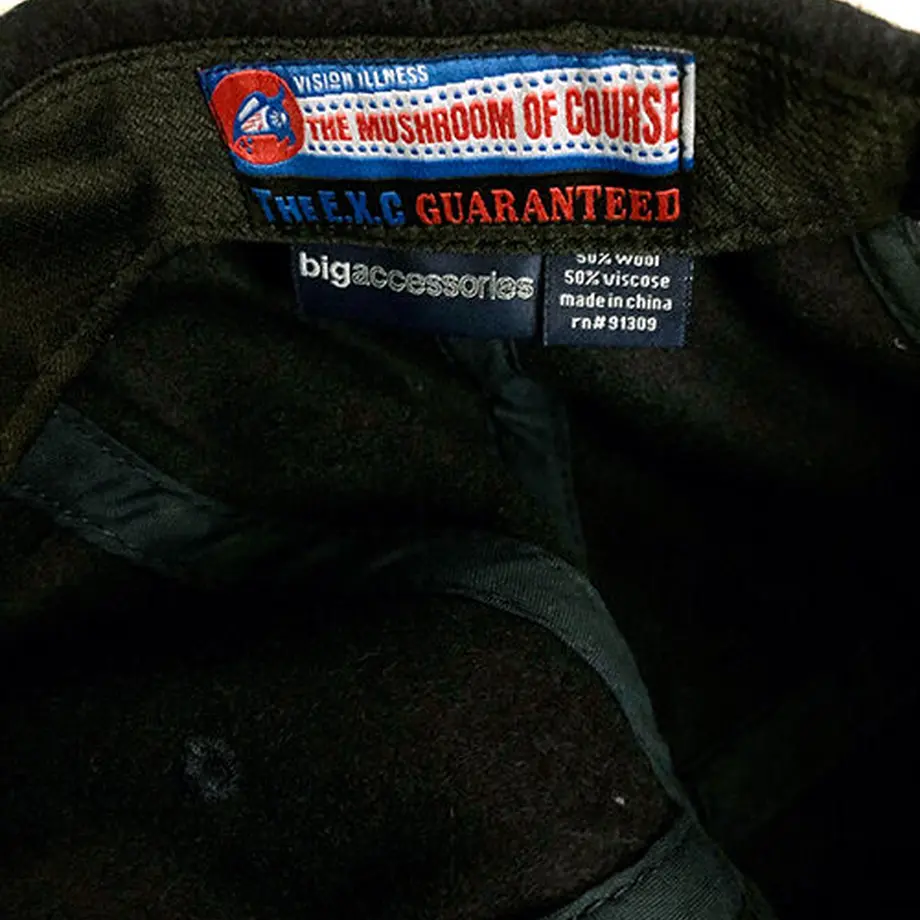 VISION ILLNESS
THE MUSHROOM OF COURSE
THE E.X.C GUARANTEED
bigaccessories
50% wool
50% viscose
made in china
rn# 91309